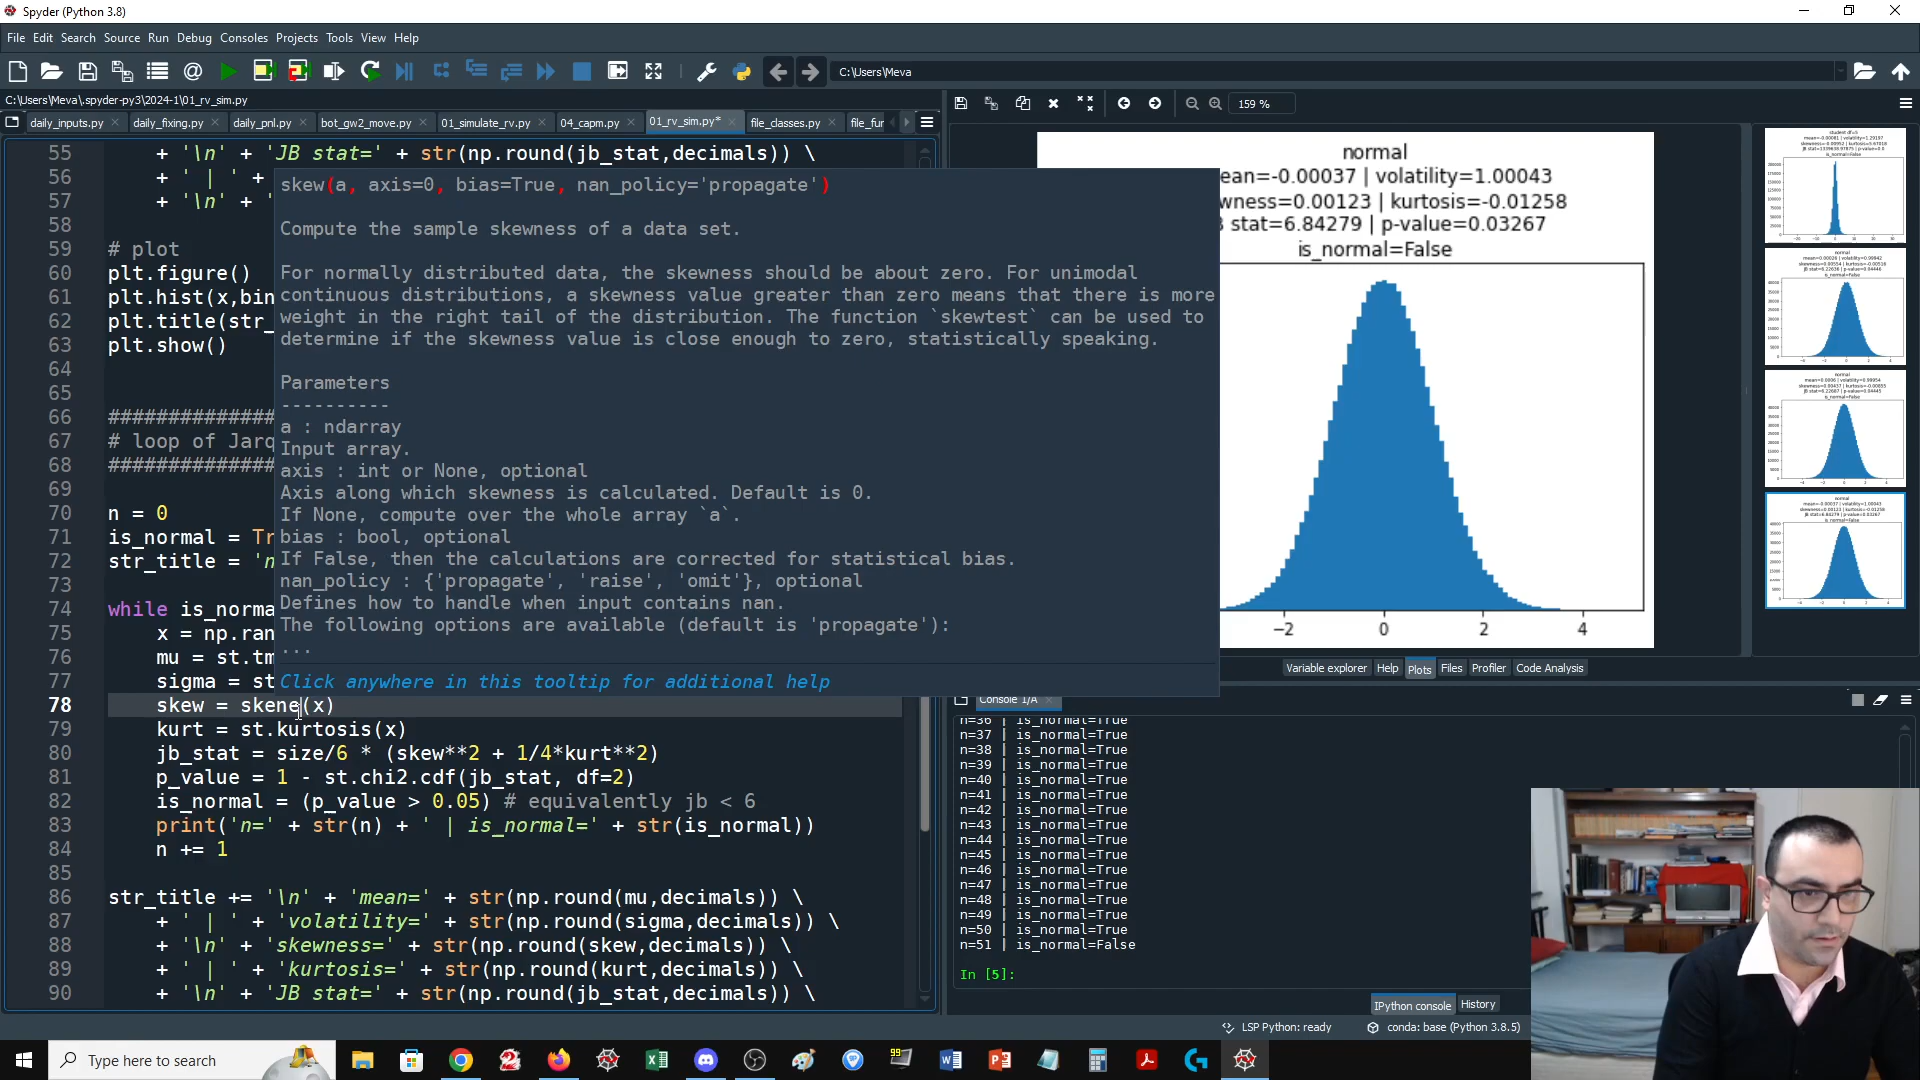 Spyder (Python 3.8)
File Edit Search Source Run Debug Consoles Projects Tools View Help
C:\Users\Meva
C:\Users\Meva\.spyder-py3\2024-1\01_rv_sim.py
daily_inputs.py daily_fixing.py daily_pnl.py bot_gw2_move.py 01_simulate_rv.py 04_capm.py 01_rv_sim.py* file_classes.py file_fur
159 %
55 + '\n' + 'JB stat=' + str(np.round(jb_stat,decimals)) \
56 + ' | ' +
57 + '\n' + '
58
59 # plot
60 plt.figure()
61 plt.hist(x,bin
62 plt.title(str_
63 plt.show()
64
65
66 ##############
67 # loop of Jarq
68 ##############
69
70 n = 0
71 is_normal = Tr
72 str_title = 'n
73
74 while is_norma
75 x = np.ran
76 mu = st.tm
77 sigma = st
78 skew = skene(x)
79 kurt = st.kurtosis(x)
80 jb_stat = size/6 * (skew**2 + 1/4*kurt**2)
81 p_value = 1 - st.chi2.cdf(jb_stat, df=2)
82 is_normal = (p_value > 0.05) # equivalently jb < 6
83 print('n=' + str(n) + ' | is_normal=' + str(is_normal))
84 n += 1
85
86 str_title += '\n' + 'mean=' + str(np.round(mu,decimals)) \
87 + ' | ' + 'volatility=' + str(np.round(sigma,decimals)) \
88 + '\n' + 'skewness=' + str(np.round(skew,decimals)) \
89 + ' | ' + 'kurtosis=' + str(np.round(kurt,decimals)) \
90 + '\n' + 'JB stat=' + str(np.round(jb_stat,decimals)) \
skew(a, axis=0, bias=True, nan_policy='propagate')
Compute the sample skewness of a data set.
For normally distributed data, the skewness should be about zero. For unimodal
continuous distributions, a skewness value greater than zero means that there is more
weight in the right tail of the distribution. The function `skewtest` can be used to
determine if the skewness value is close enough to zero, statistically speaking.
Parameters
----------
a : ndarray
Input array.
axis : int or None, optional
Axis along which skewness is calculated. Default is 0.
If None, compute over the whole array `a`.
bias : bool, optional
If False, then the calculations are corrected for statistical bias.
nan_policy : {'propagate', 'raise', 'omit'}, optional
Defines how to handle when input contains nan.
The following options are available (default is 'propagate'):
...
Click anywhere in this tooltip for additional help
normal
ean=-0.00037 | volatility=1.00043
wness=0.00123 | kurtosis=-0.01258
stat=6.84279 | p-value=0.03267
is_normal=False
−2 0 2 4
Variable explorer Help Plots Files Profiler Code Analysis
Console 1/A
n=36 | is_normal=True
n=37 | is_normal=True
n=38 | is_normal=True
n=39 | is_normal=True
n=40 | is_normal=True
n=41 | is_normal=True
n=42 | is_normal=True
n=43 | is_normal=True
n=44 | is_normal=True
n=45 | is_normal=True
n=46 | is_normal=True
n=47 | is_normal=True
n=48 | is_normal=True
n=49 | is_normal=True
n=50 | is_normal=True
n=51 | is_normal=False
In [5]:
IPython console History
LSP Python: ready conda: base (Python 3.8.5)
Type here to search